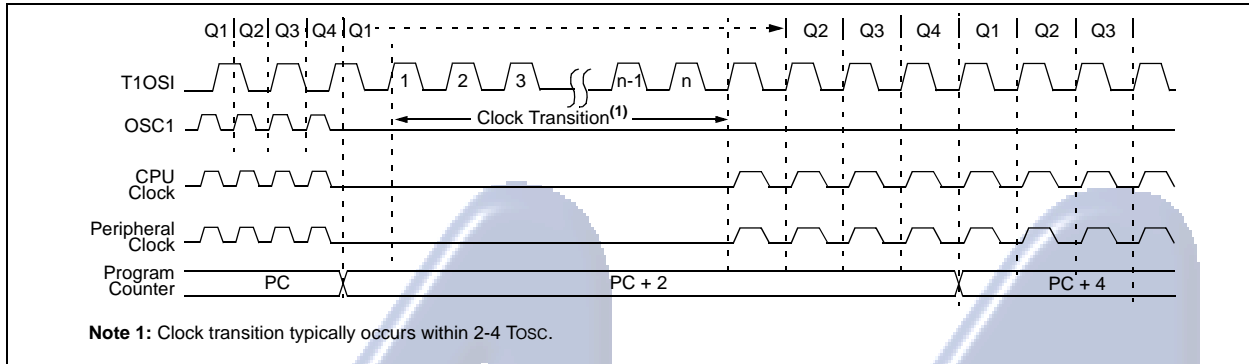 Q1 Q2 Q3 Q4 Q1 Q2 Q3 Q4 Q1 Q2 Q3
T1OSI 1 2 3 n-1 n
Clock Transition(1)
OSC1
CPU
Clock
Peripheral
Clock
Program
Counter PC PC + 2 PC + 4
Note 1: Clock transition typically occurs within 2-4 TOSC.